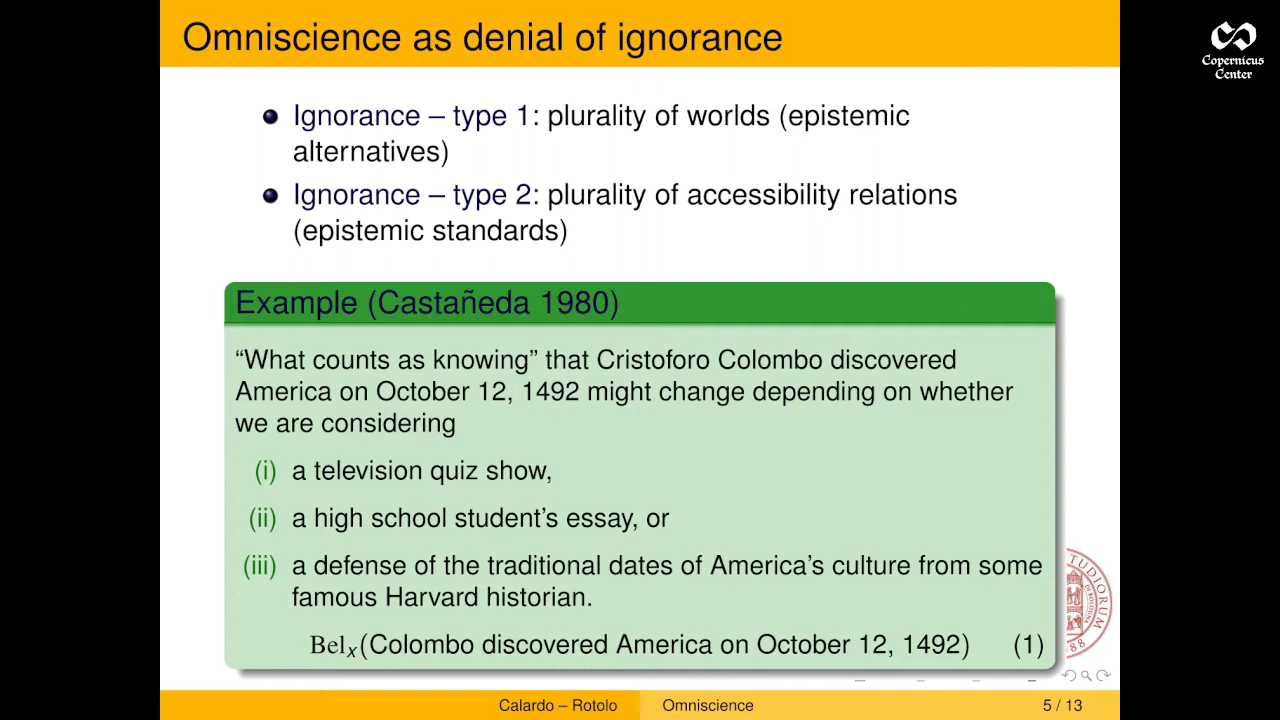 Omniscience as denial of ignorance
Copernicus
Center
Ignorance – type 1: plurality of worlds (epistemic
alternatives)
Ignorance – type 2: plurality of accessibility relations
(epistemic standards)
Example (Castañeda 1980)
“What counts as knowing” that Cristoforo Colombo discovered
America on October 12, 1492 might change depending on whether
we are considering
(i) a television quiz show,
(ii) a high school student’s essay, or
(iii) a defense of the traditional dates of America’s culture from some
famous Harvard historian.
Belₓ(Colombo discovered America on October 12, 1492) (1)
Calardo – Rotolo Omniscience 5 / 13